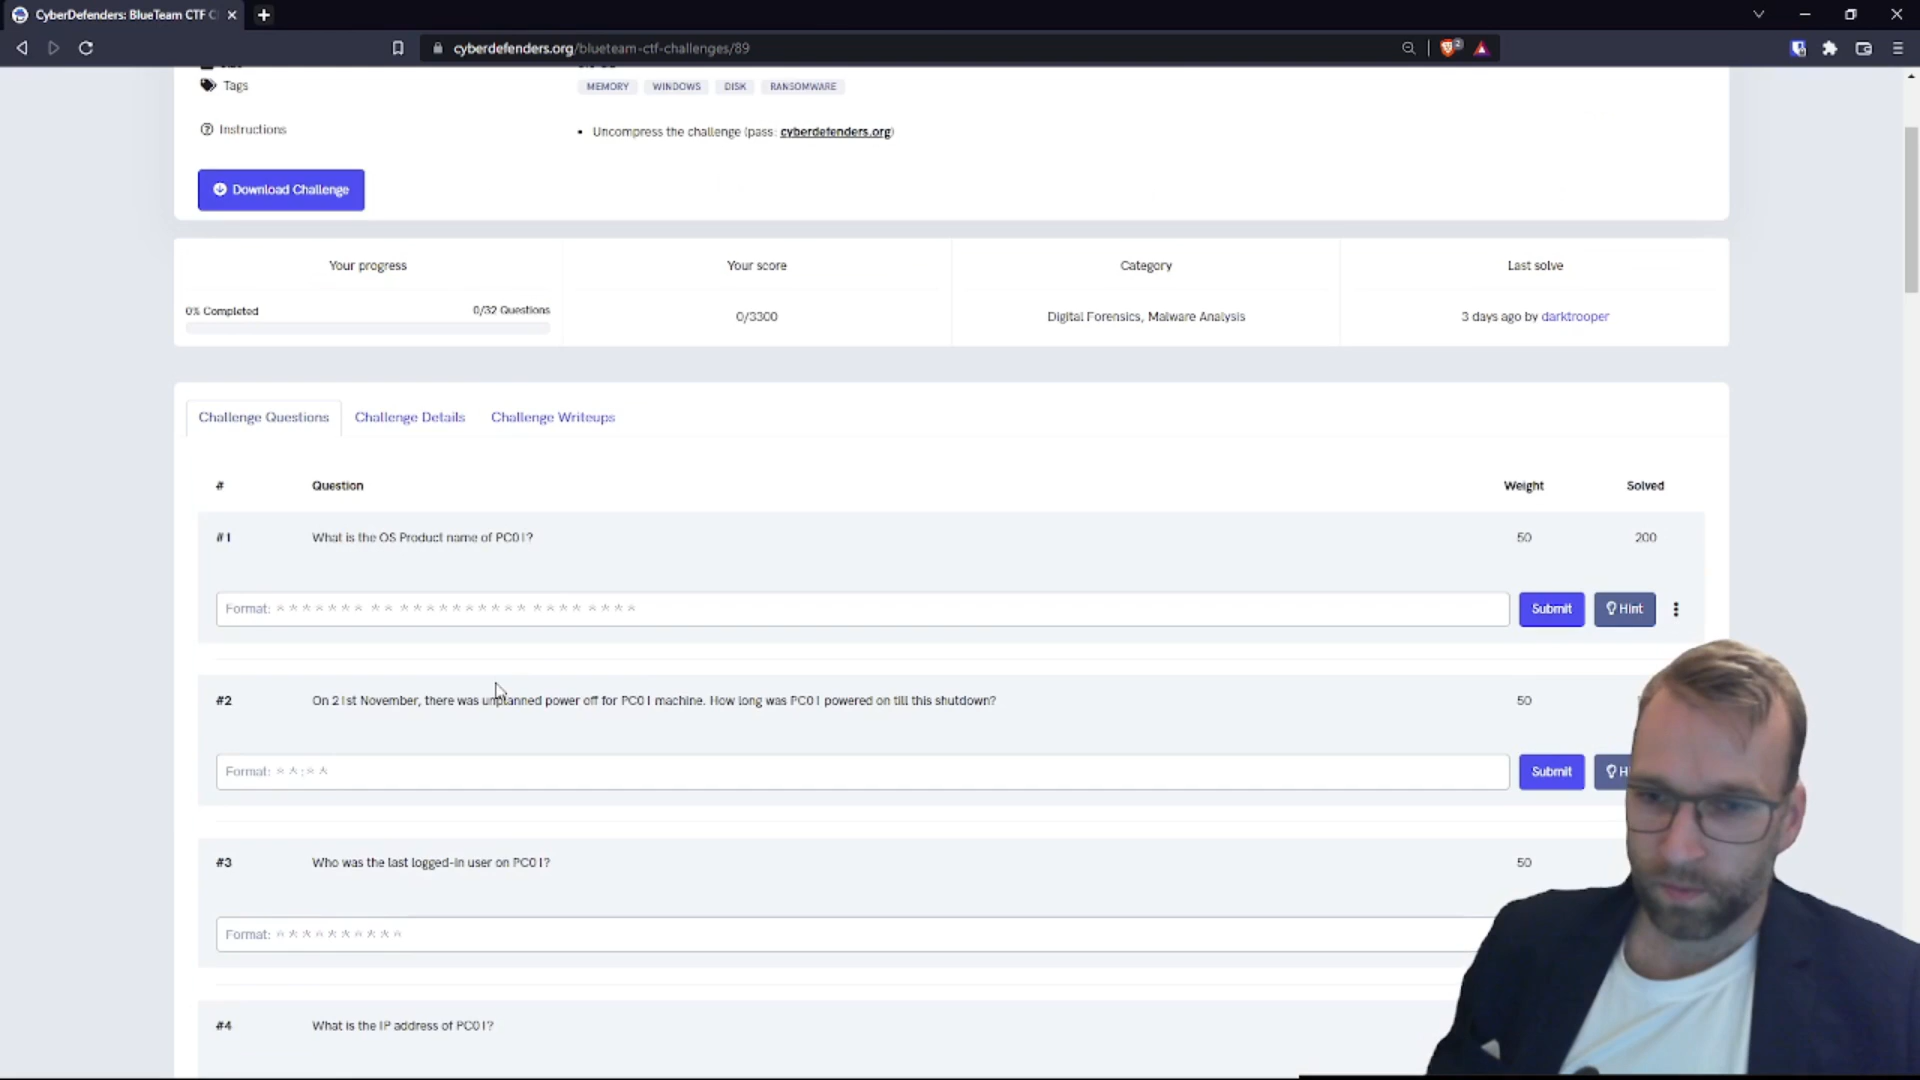 CyberDefenders: BlueTeam CTF C
cyberdefenders.org/blueteam-ctf-challenges/89
2
Tags
MEMORY WINDOWS DISK RANSOMWARE
Instructions
• Uncompress the challenge (pass: cyberdefenders.org)
Download Challenge
Your progress Your score Category Last solve
0% Completed 0/32 Questions 0/3300 Digital Forensics, Malware Analysis 3 days ago by darktrooper
Challenge Questions Challenge Details Challenge Writeups
# Question Weight Solved
#1 What is the OS Product name of PC01? 50 200
Format: ******* ** ********** ***** ****
Submit Hint
#2 On 21st November, there was unplanned power off for PC01 machine. How long was PC01 powered on till this shutdown? 50
Format: **:**
Submit H
#3 Who was the last logged-in user on PC01? 50
Format: **********
#4 What is the IP address of PC01?